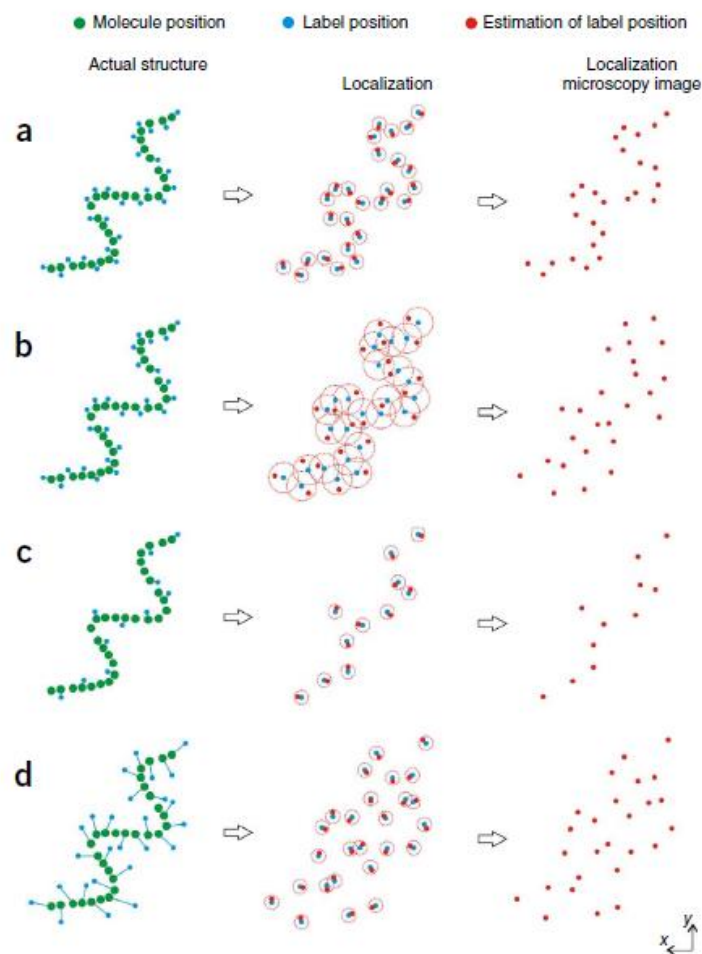 Molecule position Label position Estimation of label position
Actual structure
Localization
Localization
microscopy image
a
b
c
d
y
x